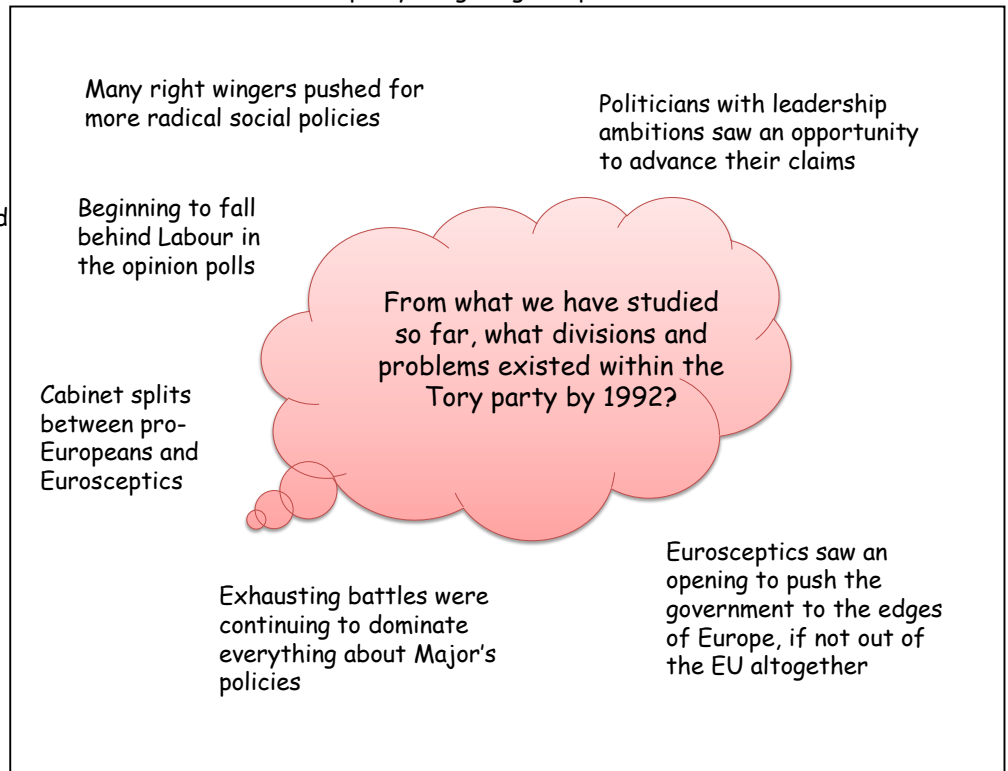 Many right wingers pushed for
more radical social policies
Politicians with leadership
ambitions saw an opportunity
to advance their claims
Beginning to fall
behind Labour in
the opinion polls
From what we have studied
so far, what divisions and
problems existed within the
Tory party by 1992?
Cabinet splits
between pro-
Europeans and
Eurosceptics
Exhausting battles were
continuing to dominate
everything about Major's
policies
Eurosceptics saw an
opening to push the
government to the edges
of Europe, if not out of
the EU altogether